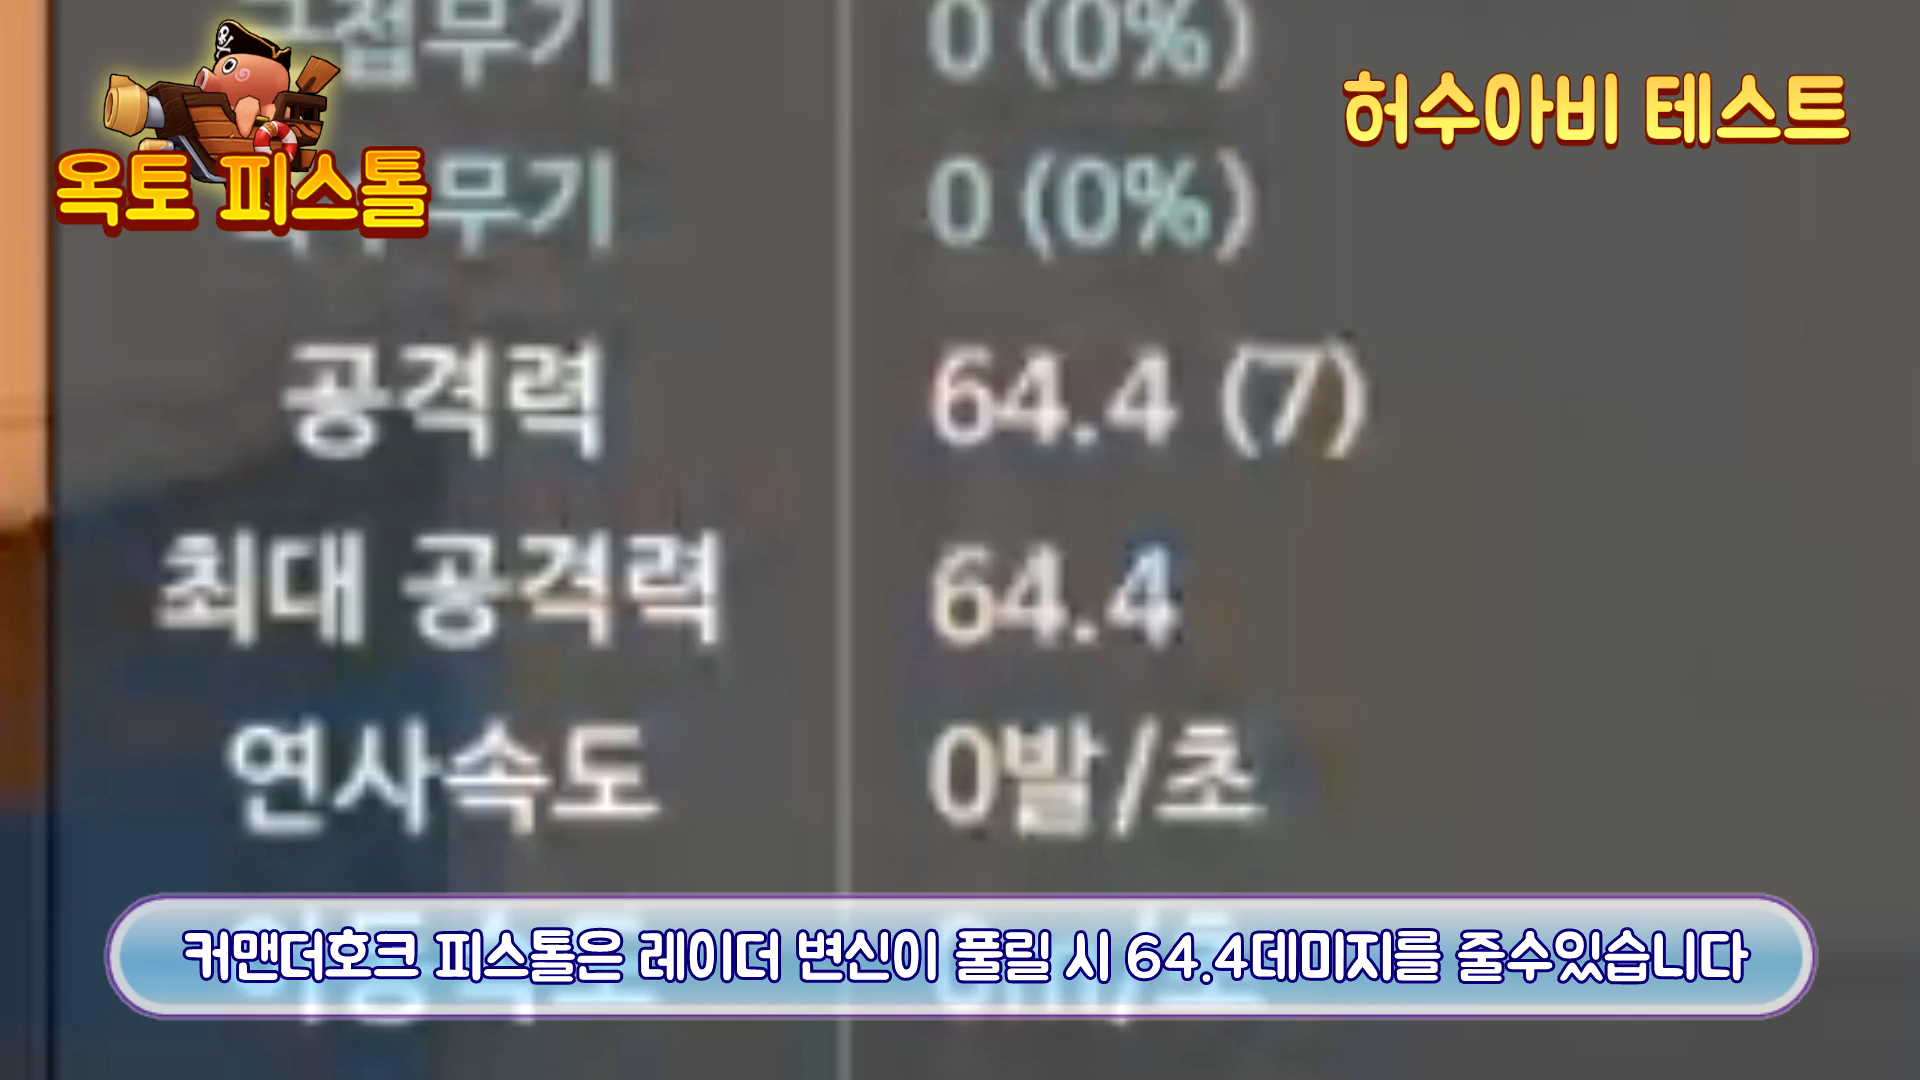 무기
0 (0%)
허수아비 테스트
옥토 피스톨
무기
0 (0%)
공격력
64.4 (7)
최대 공격력
64.4
연사속도
0발/초
커맨더호크 피스톨은 레이더 변신이 풀릴 시 64.4데미지를 줄수있습니다